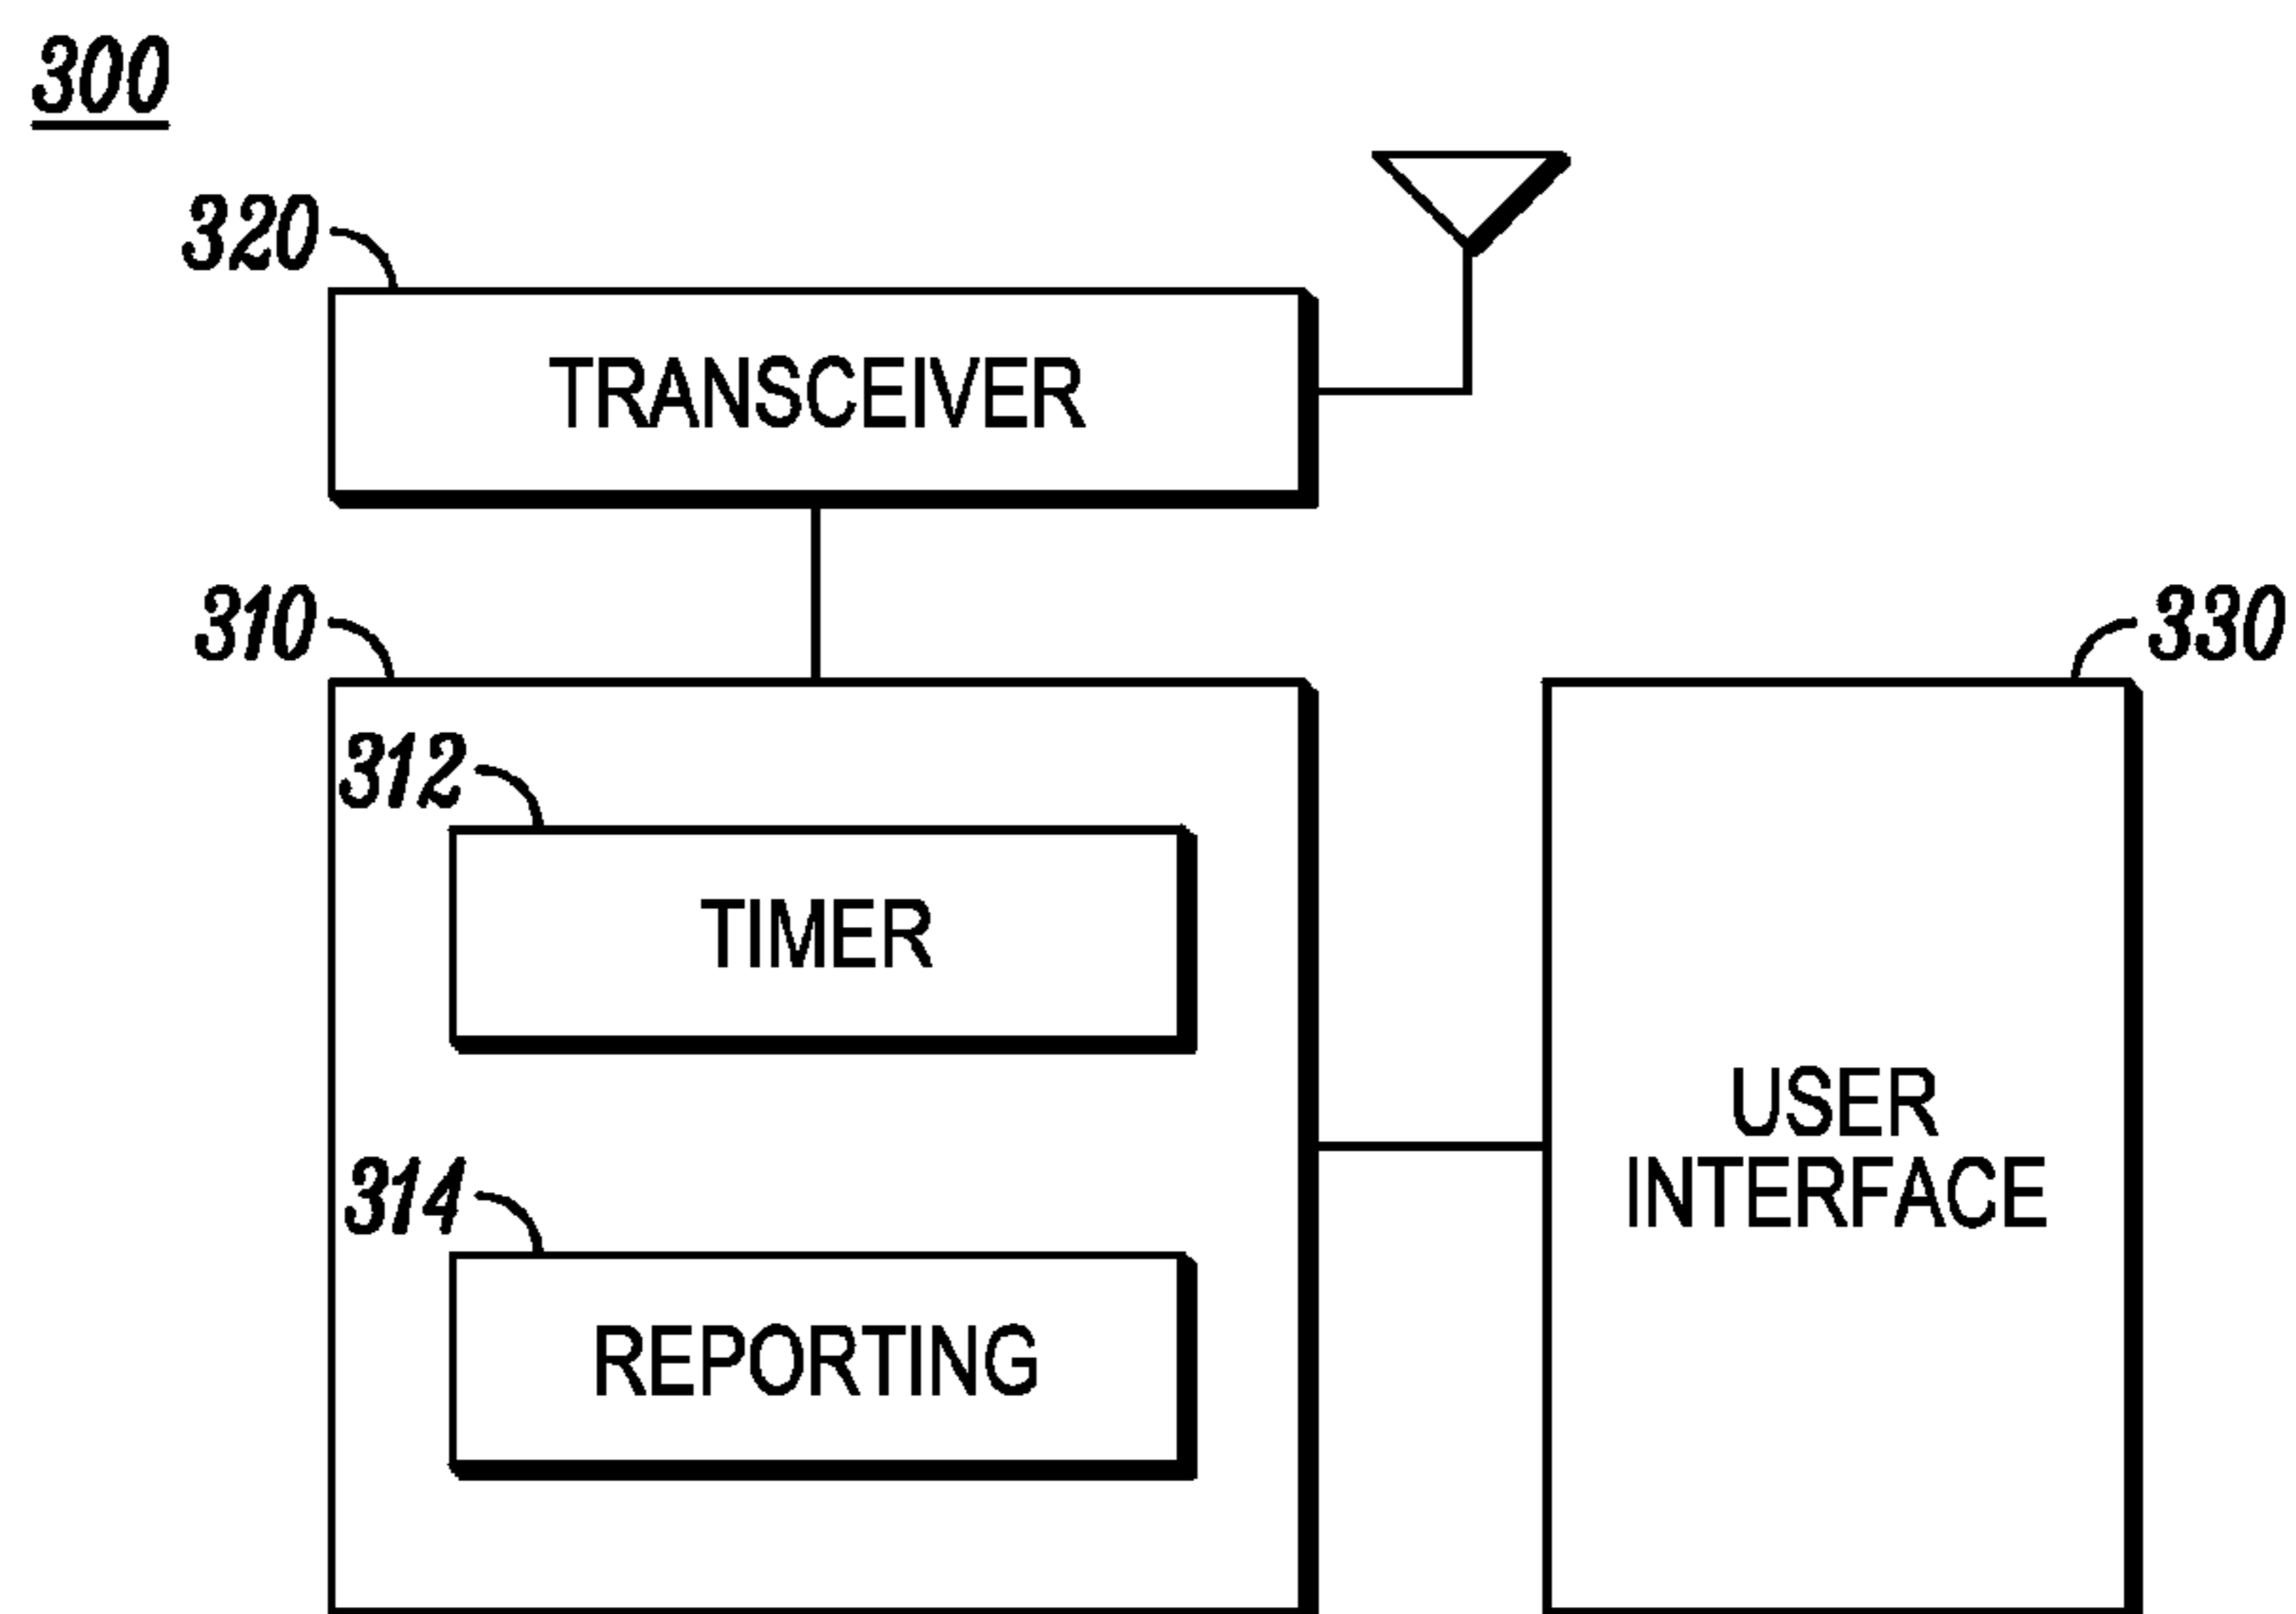 300
320
TRANSCEIVER
310
330
312
TIMER
USER
INTERFACE
314
REPORTING